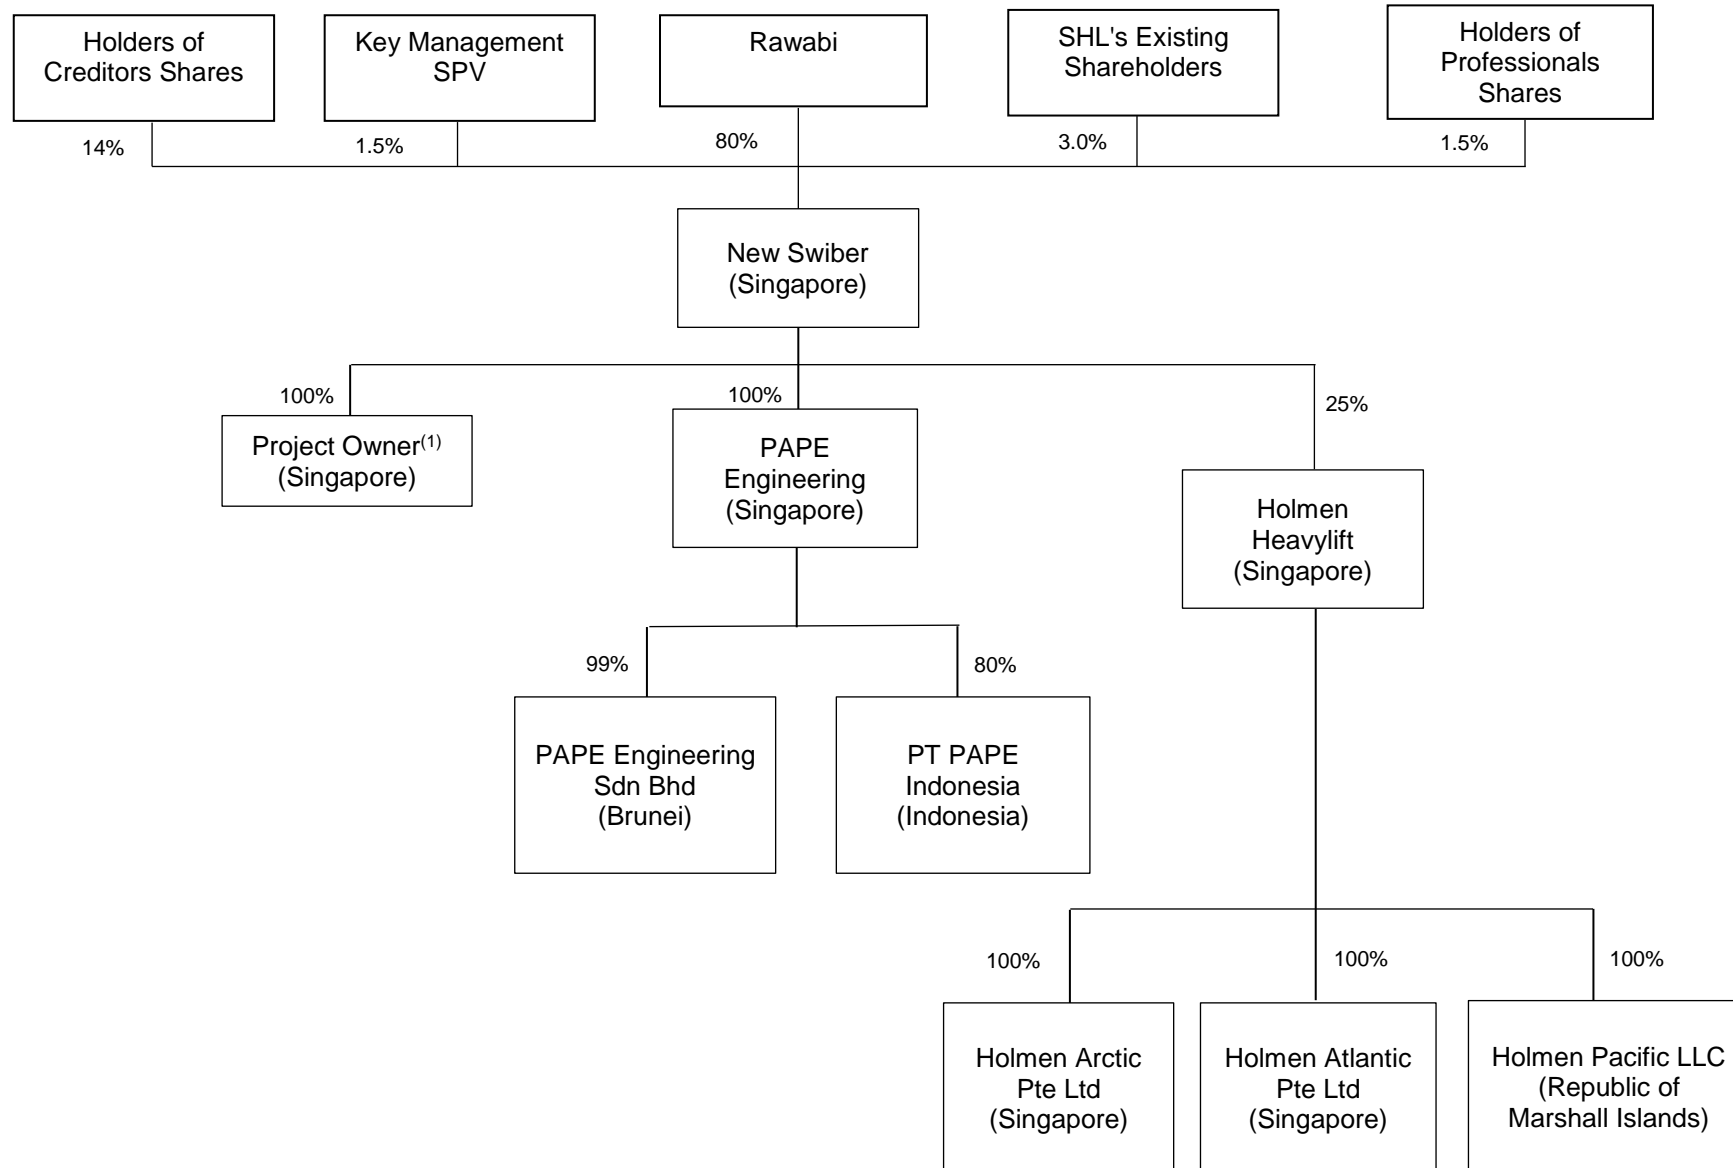 Holders of
Creditors Shares
Key Management
SPV
Rawabi
SHL's Existing
Shareholders
Holders of
Professionals
Shares
14%
1.5%
80%
3.0%
1.5%
New Swiber
(Singapore)
100%
100%
25%
Project Owner(1)
(Singapore)
PAPE
Engineering
(Singapore)
Holmen
Heavylift
(Singapore)
99%
80%
PAPE Engineering
Sdn Bhd
(Brunei)
PT PAPE
Indonesia
(Indonesia)
100%
100%
100%
Holmen Arctic
Pte Ltd
(Singapore)
Holmen Atlantic
Pte Ltd
(Singapore)
Holmen Pacific LLC
(Republic of
Marshall Islands)